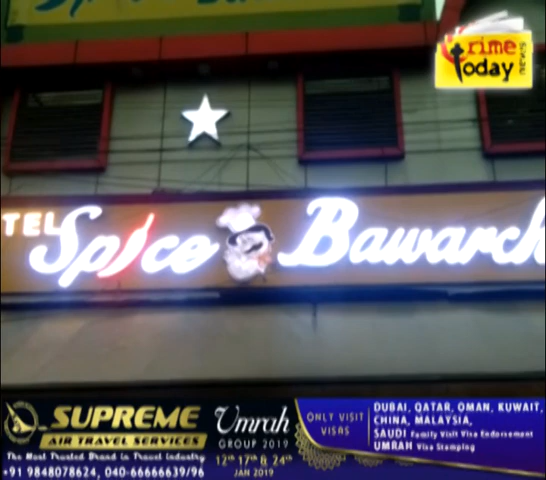 Crime
Today
NEWS
TEL Spice Bawarch
SUPREME
AIR TRAVEL SERVICES
The Most Trusted Brand in Travel Industry
+91 9848078624, 040-66666639/96
Umrah
GROUP 2019
12th 17th & 24th
JAN 2019
ONLY VISIT
VISAS
DUBAI, QATAR, OMAN, KUWAIT,
CHINA, MALAYSIA,
SAUDI Family Visit Visa Endorsement
UMRAH Visa Stamping